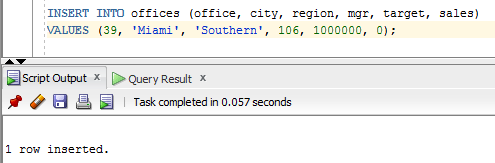 INSERT INTO offices (office, city, region, mgr, target, sales)
VALUES (39, 'Miami', 'Southern', 106, 1000000, 0);
Script Output x Query Result x
Task completed in 0.057 seconds
1 row inserted.